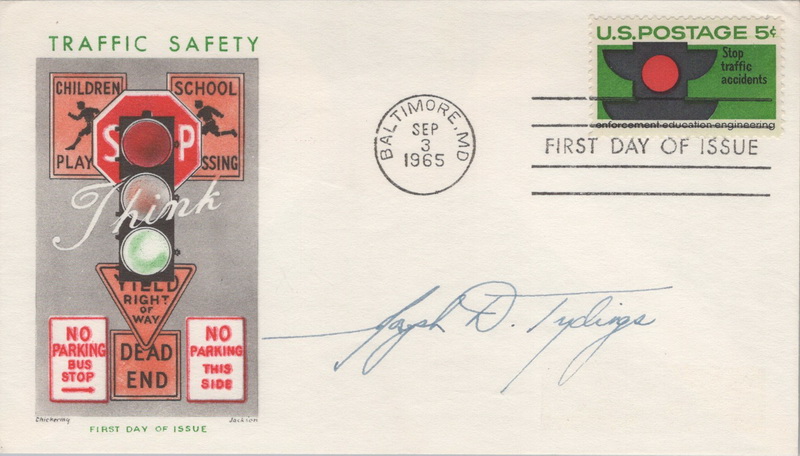 TRAFFIC SAFETY
CHILDREN
PLAY
SCHOOL
SSING
STOP
Think
YIELD
RIGHT
OF
WAY
NO
PARKING
BUS
STOP
DEAD
END
NO
PARKING
THIS
SIDE
Chickering
Jackson
FIRST DAY OF ISSUE
BALTIMORE, MD
SEP
3
1965
U.S. POSTAGE 5¢
Stop
traffic
accidents
enforcement·education·engineering
FIRST DAY OF ISSUE
Joseph D. Tydings